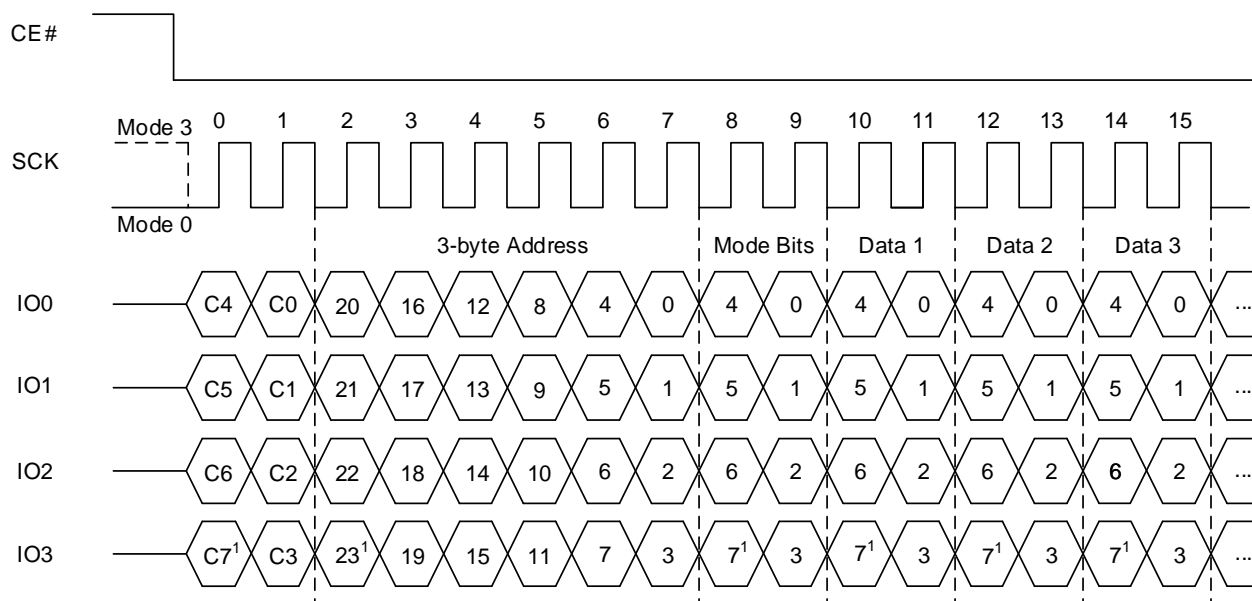 CE#
Mode 3 0 1 2 3 4 5 6 7 8 9 10 11 12 13 14 15
SCK
Mode 0
3-byte Address Mode Bits Data 1 Data 2 Data 3
IO0 C4 C0 20 16 12 8 4 0 4 0 4 0 4 0 4 0 ...
IO1 C5 C1 21 17 13 9 5 1 5 1 5 1 5 1 5 1 ...
IO2 C6 C2 22 18 14 10 6 2 6 2 6 2 6 2 6 2 ...
IO3 C7¹ C3 23¹ 19 15 11 7 3 7¹ 3 7¹ 3 7¹ 3 7¹ 3 ...